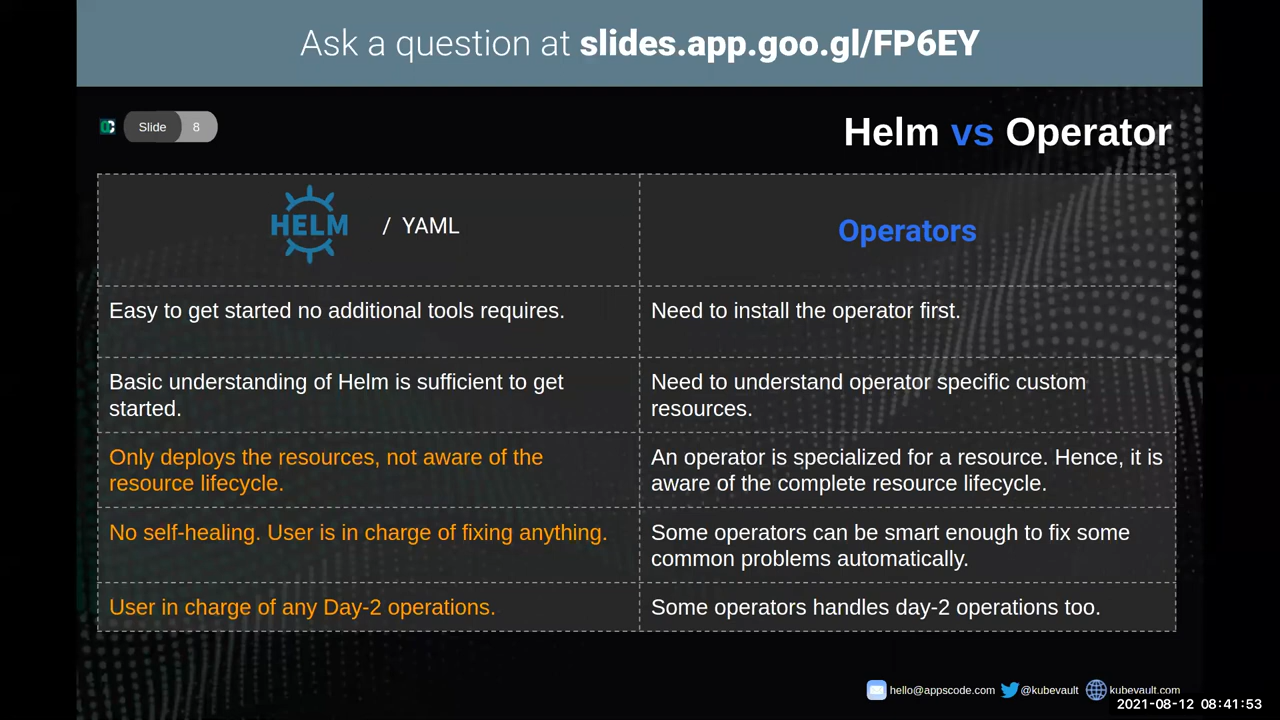 Ask a question at slides.app.goo.gl/FP6EY
Slide 8
Helm vs Operator
HELM / YAML
Operators
Easy to get started no additional tools requires.
Need to install the operator first.
Basic understanding of Helm is sufficient to get
started.
Need to understand operator specific custom
resources.
Only deploys the resources, not aware of the
resource lifecycle.
An operator is specialized for a resource. Hence, it is
aware of the complete resource lifecycle.
No self-healing. User is in charge of fixing anything.
Some operators can be smart enough to fix some
common problems automatically.
User in charge of any Day-2 operations.
Some operators handles day-2 operations too.
hello@appscode.com @kubevault kubevault.com
2021-08-12 08:41:53